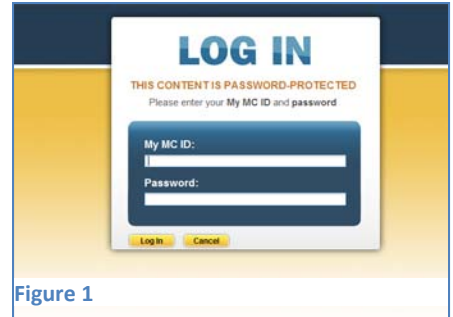 LOG IN
THIS CONTENT IS PASSWORD-PROTECTED
Please enter your My MC ID and password
My MC ID:
Password:
Log In Cancel
Figure 1